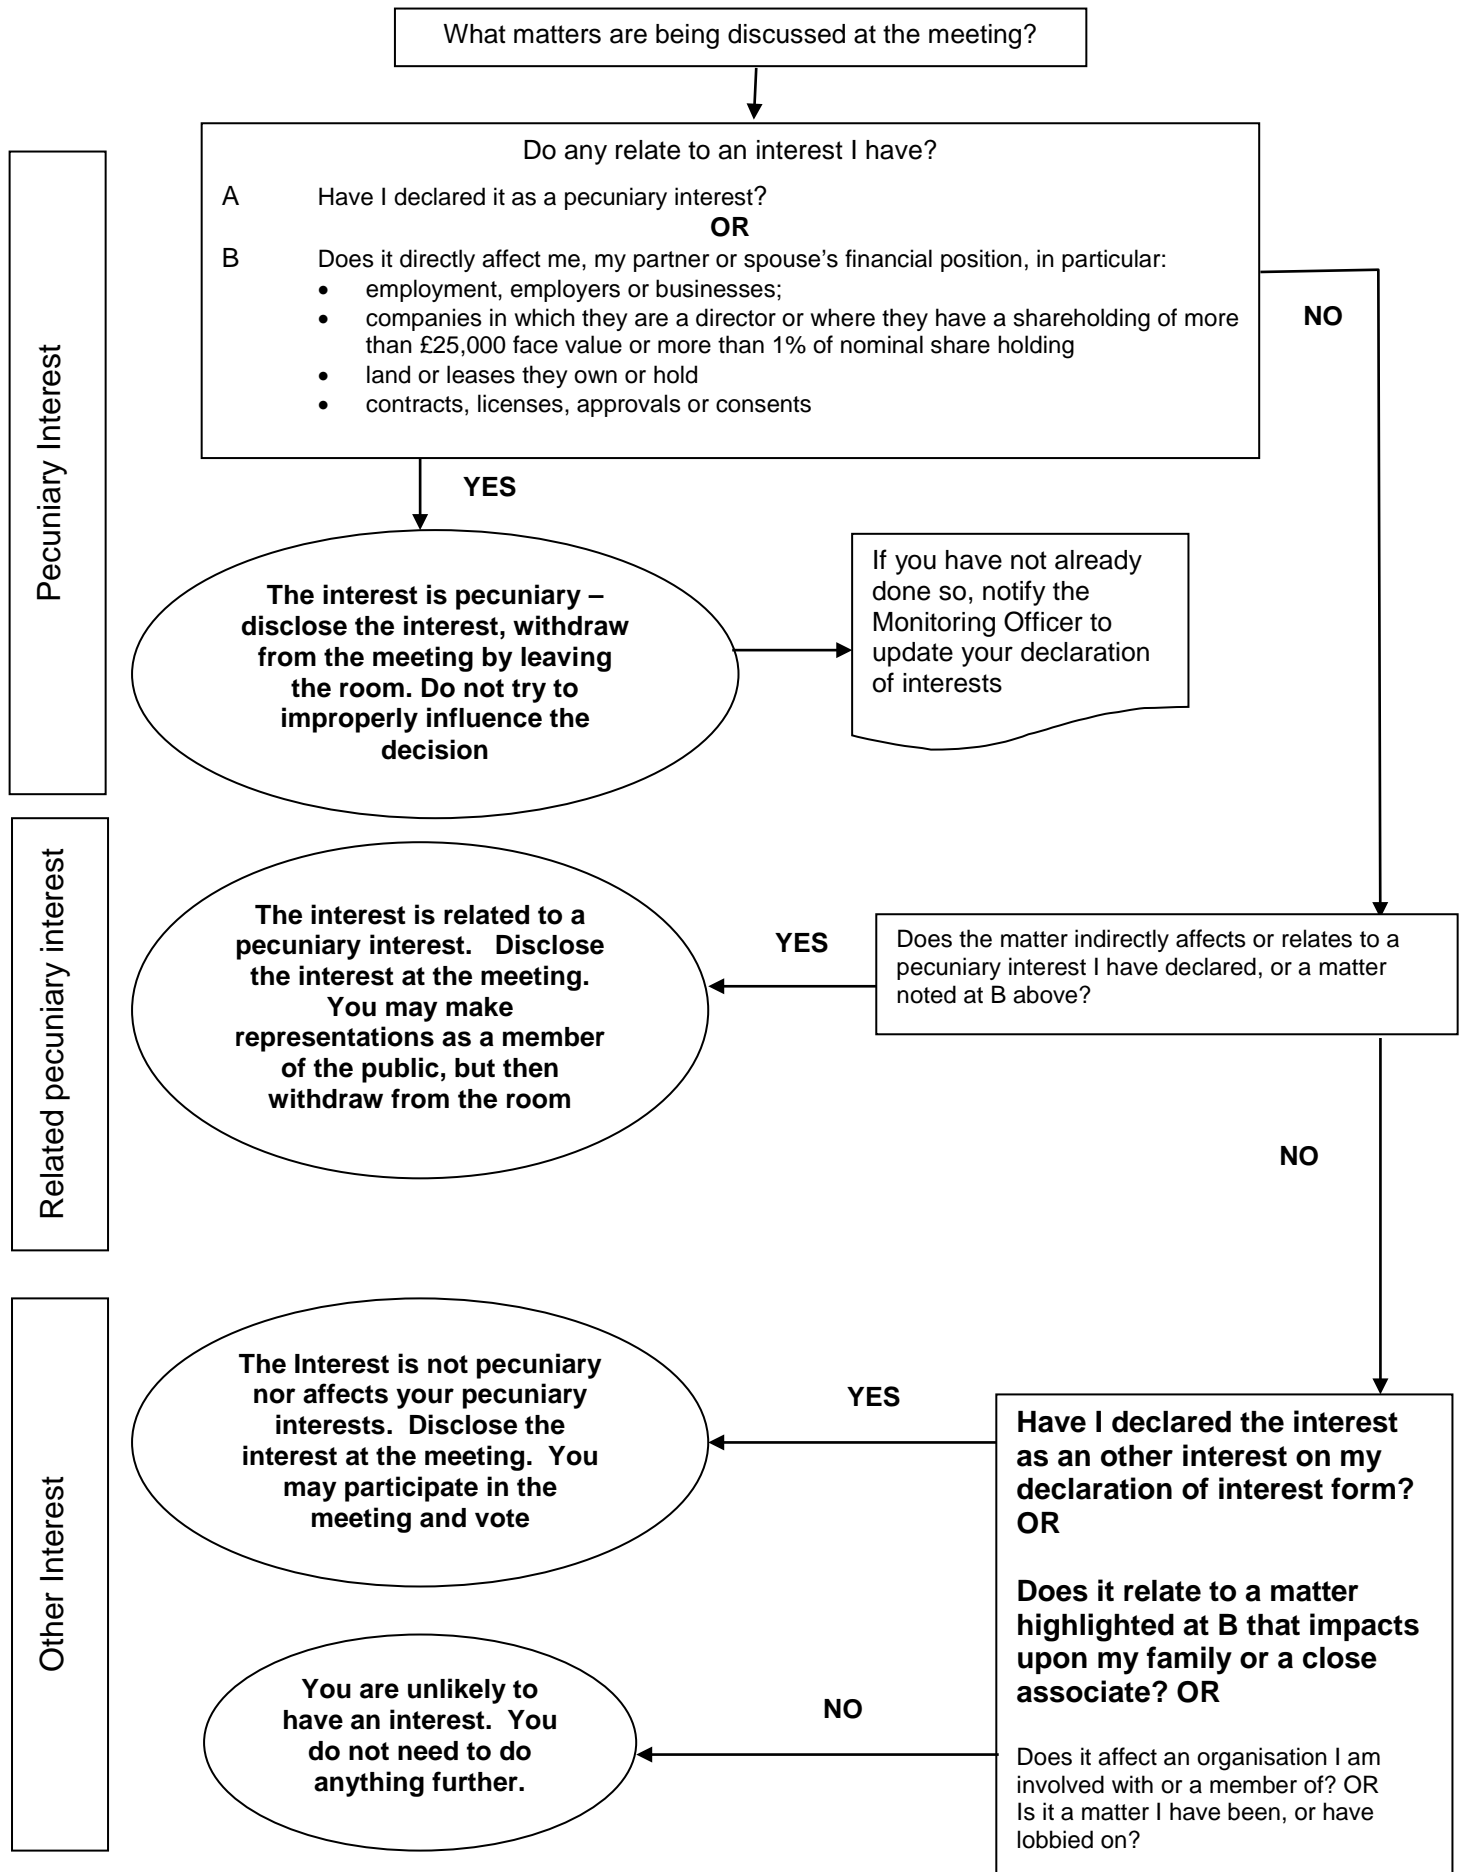 What matters are being discussed at the meeting?
Do any relate to an interest I have?
A Have I declared it as a pecuniary interest?
OR
B Does it directly affect me, my partner or spouse's financial position, in particular:
• employment, employers or businesses;
• companies in which they are a director or where they have a shareholding of more
than £25,000 face value or more than 1% of nominal share holding
• land or leases they own or hold
• contracts, licenses, approvals or consents
NO
Pecuniary Interest
YES
The interest is pecuniary –
disclose the interest, withdraw
from the meeting by leaving
the room. Do not try to
improperly influence the
decision
If you have not already
done so, notify the
Monitoring Officer to
update your declaration
of interests
Related pecuniary interest
The interest is related to a
pecuniary interest. Disclose
the interest at the meeting.
You may make
representations as a member
of the public, but then
withdraw from the room
YES
Does the matter indirectly affects or relates to a
pecuniary interest I have declared, or a matter
noted at B above?
NO
Other Interest
The Interest is not pecuniary
nor affects your pecuniary
interests. Disclose the
interest at the meeting. You
may participate in the
meeting and vote
YES
Have I declared the interest
as an other interest on my
declaration of interest form?
OR
Does it relate to a matter
highlighted at B that impacts
upon my family or a close
associate? OR
Does it affect an organisation I am
involved with or a member of? OR
Is it a matter I have been, or have
lobbied on?
NO
You are unlikely to
have an interest. You
do not need to do
anything further.